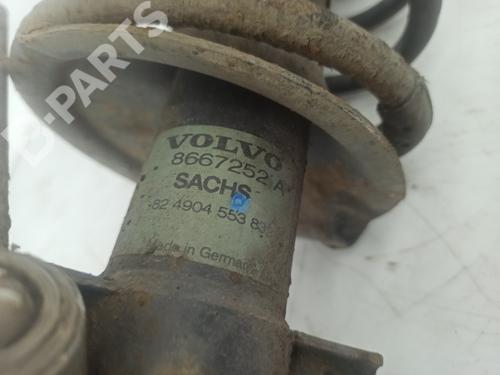 B-PARTS
VOLVO
8667252 A
SACHS
82 4904 553 83
Made in Germany